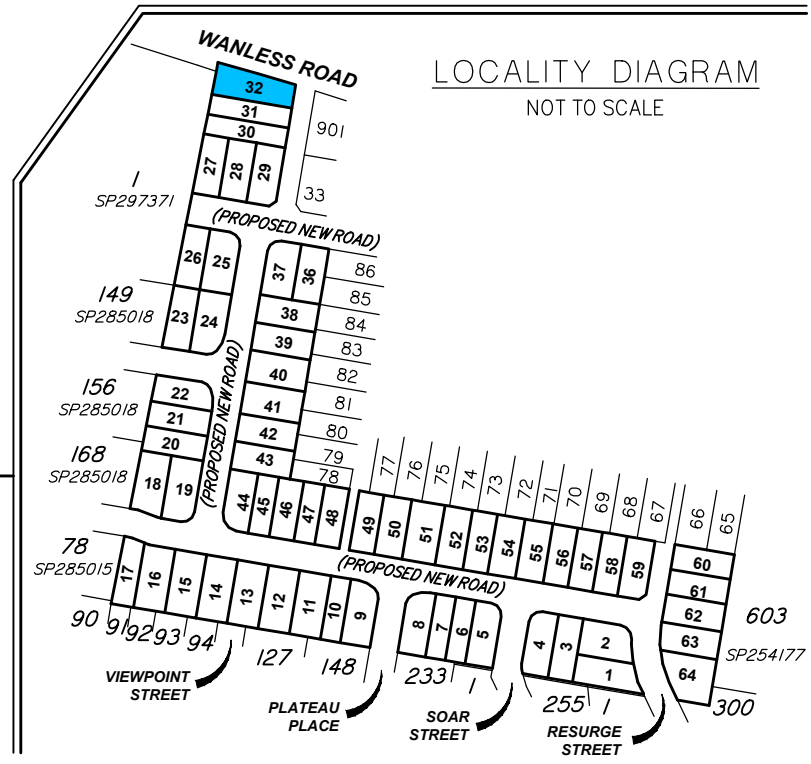 WANLESS ROAD
LOCALITY DIAGRAM
NOT TO SCALE
32
31
30
901
27 28 29
33
1
SP297371
(PROPOSED NEW ROAD)
26 25
37 36
86
85
149
SP285018
23 24
38
84
39
83
(PROPOSED NEW ROAD)
40
82
156
SP285018
22
41
81
21
42
80
20
43
79
168
SP285018
18 19
78
77 76 75 74 73 72 71 70 69 68 67 66 65
44 45 46 47 48
49 50 51 52 53 54 55 56 57 58 59
60
61
62
63
64
603
SP254177
300
78
SP285015
(PROPOSED NEW ROAD)
17 16 15 14 13 12 11 10 9
8 7 6 5
4 3 2
1
90 91 92 93 94 127 148 233 1 255 1
VIEWPOINT
STREET
PLATEAU
PLACE
SOAR
STREET
RESURGE
STREET